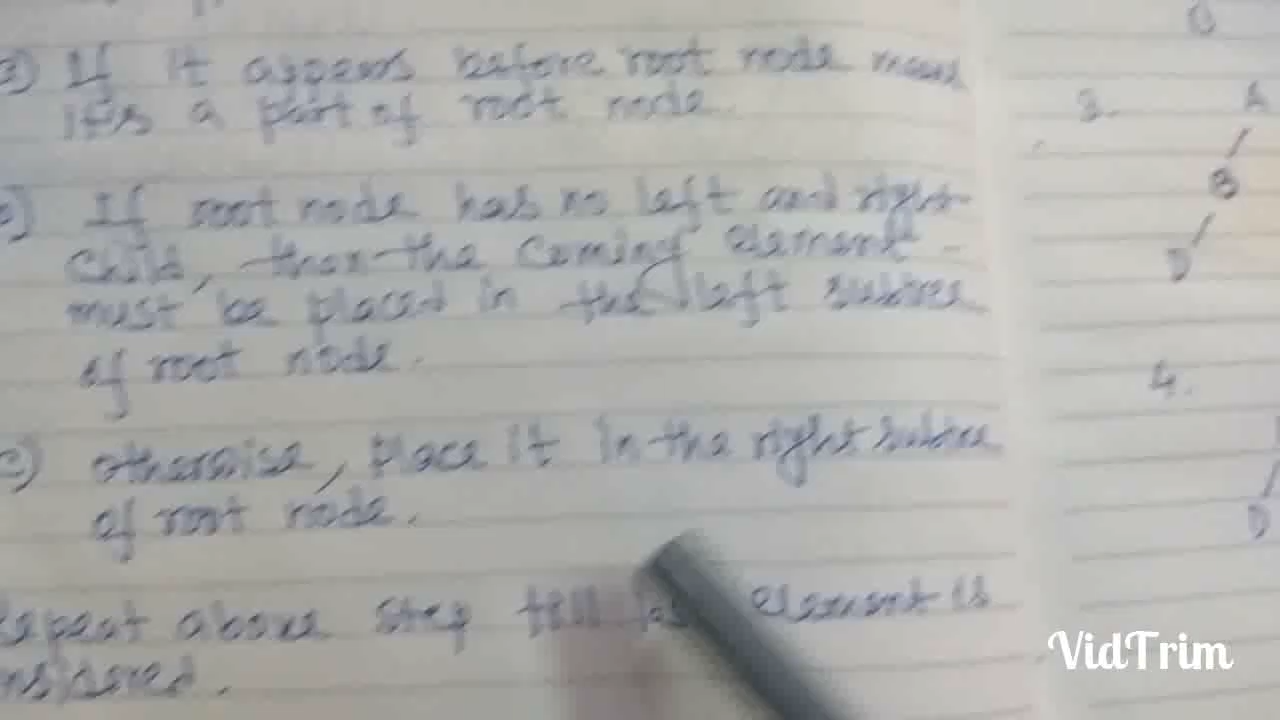 a) If it appears before root node means
it's a part of root node.
b) If root node has no left and right
child, then the coming element
must be placed in the left subtree
of root node.
c) otherwise, place it in the right subtree
of root node.
Repeat above step till last element is
3.
A
B
D
4.
D
VidTrim